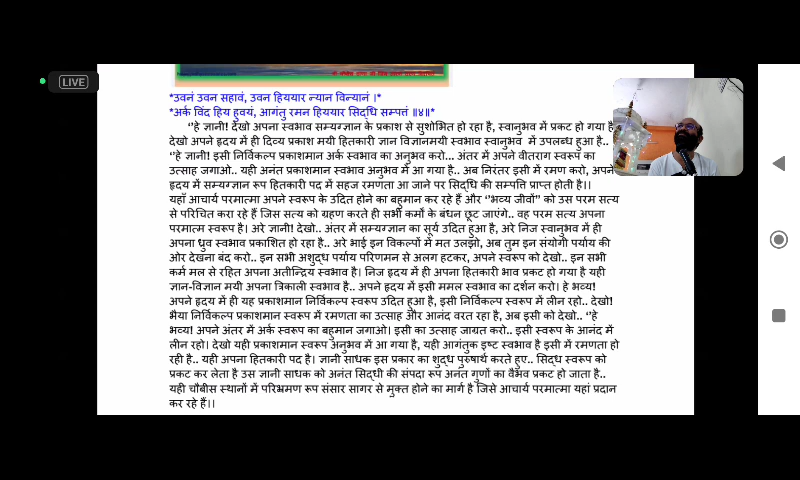 LIVE
*उवनं उवन सहावं, उवन हिययार न्यान विन्यानं ।*
*अर्क विंद हिय हुवयं, आगंतु रमन हिययार सिद्धि सम्पत्तं ॥४॥*
"हे ज्ञानी! देखो अपना स्वभाव सम्यग्ज्ञान के प्रकाश से सुशोभित हो रहा है, स्वानुभव में प्रकट हो गया है
देखो अपने हृदय में ही दिव्य प्रकाश मयी हितकारी ज्ञान विज्ञानमयी स्वभाव स्वानुभव में उपलब्ध हुआ है..
"हे ज्ञानी! इसी निर्विकल्प प्रकाशमान अर्क स्वभाव का अनुभव करो... अंतर में अपने वीतराग स्वरूप का
उत्साह जगाओ.. यही अनंत प्रकाशमान स्वभाव अनुभव में आ गया है.. अब निरंतर इसी में रमण करो, अपने
हृदय में सम्यग्ज्ञान रूप हितकारी पद में सहज रमणता आ जाने पर सिद्धि की सम्पत्ति प्राप्त होती है।।
यहाँ आचार्य परमात्मा अपने स्वरूप के उदित होने का बहुमान कर रहे हैं और "भव्य जीवों" को उस परम सत्य
से परिचित करा रहे हैं जिस सत्य को ग्रहण करते ही सभी कर्मों के बंधन छूट जाएंगे.. वह परम सत्य अपना
परमात्म स्वरूप है। अरे ज्ञानी! देखो.. अंतर में सम्यग्ज्ञान का सूर्य उदित हुआ है, अरे निज स्वानुभव में ही
अपना ध्रुव स्वभाव प्रकाशित हो रहा है.. अरे भाई इन विकल्पों में मत उलझो, अब तुम इन संयोगी पर्याय की
ओर देखना बंद करो.. इन सभी अशुद्ध पर्याय परिणमन से अलग हटकर, अपने स्वरूप को देखो.. इन सभी
कर्म मल से रहित अपना अतीन्द्रिय स्वभाव है। निज हृदय में ही अपना हितकारी भाव प्रकट हो गया है यही
ज्ञान-विज्ञान मयी अपना त्रिकाली स्वभाव है.. अपने हृदय में इसी ममल स्वभाव का दर्शन करो। हे भव्य!
अपने हृदय में ही यह प्रकाशमान निर्विकल्प स्वरूप उदित हुआ है, इसी निर्विकल्प स्वरूप में लीन रहो.. देखो!
भैया निर्विकल्प प्रकाशमान स्वरूप में रमणता का उत्साह और आनंद वरत रहा है, अब इसी को देखो.. "हे
भव्य! अपने अंतर में अर्क स्वरूप का बहुमान जगाओ। इसी का उत्साह जाग्रत करो.. इसी स्वरूप के आनंद में
लीन रहो। देखो यही प्रकाशमान स्वरूप अनुभव में आ गया है, यही आगंतुक इष्ट स्वभाव है इसी में रमणता हो
रही है.. यही अपना हितकारी पद है। ज्ञानी साधक इस प्रकार का शुद्ध पुरुषार्थ करते हुए.. सिद्ध स्वरूप को
प्रकट कर लेता है उस ज्ञानी साधक को अनंत सिद्धी की संपदा रूप अनंत गुणों का वैभव प्रकट हो जाता है..
यही चौबीस स्थानों में परिभ्रमण रूप संसार सागर से मुक्त होने का मार्ग है जिसे आचार्य परमात्मा यहां प्रदान
कर रहे हैं।।